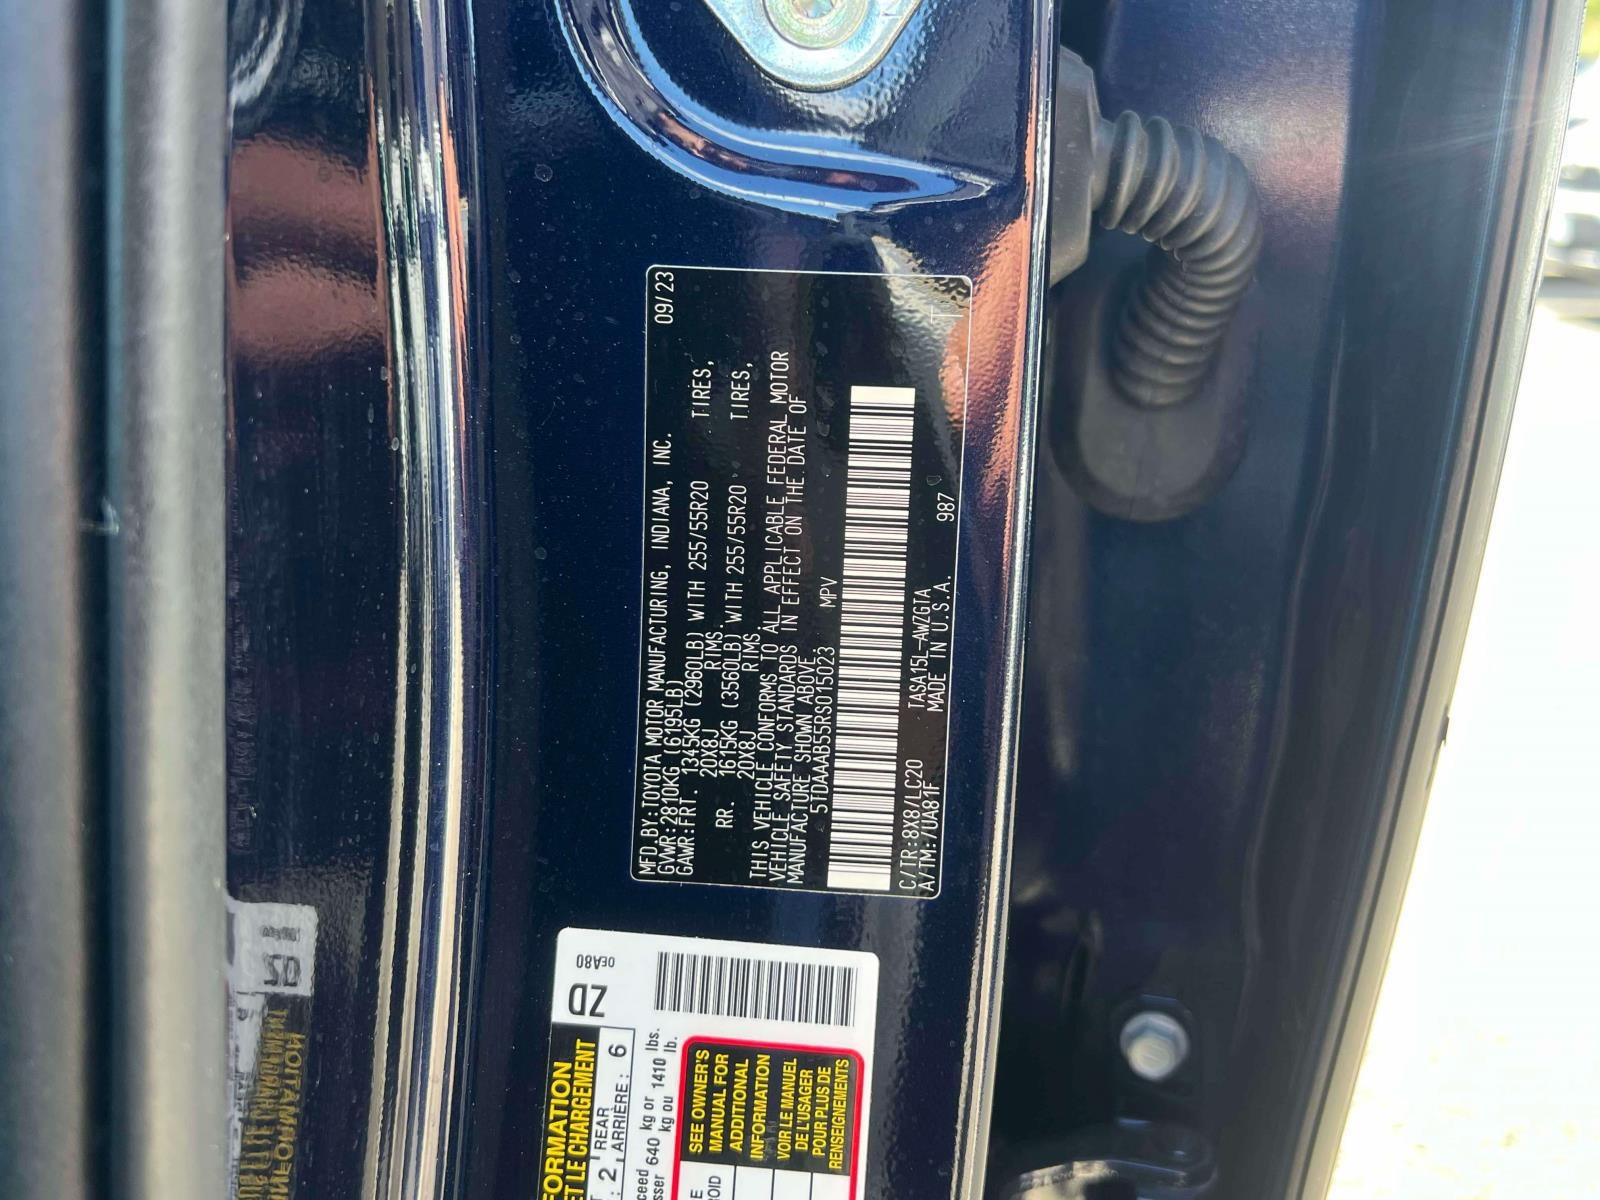 MFD.BY:TOYOTA MOTOR MANUFACTURING, INDIANA, INC. 09/23
GVWR:2810KG (6195LB)
GAWR:FRT. 1345KG (2960LB) WITH 255/55R20 TIRES,
20X8J RIMS.
RR. 1615KG (3560LB) WITH 255/55R20 TIRES,
20X8J RIMS.
THIS VEHICLE CONFORMS TO ALL APPLICABLE FEDERAL MOTOR
VEHICLE SAFETY STANDARDS IN EFFECT ON THE DATE OF
MANUFACTURE SHOWN ABOVE.
5TDAAAB55RS015023 MPV
C/TR:8X8/LC20 TASA15L-AWZGTA
A/TM:/UA81F MADE IN U.S.A. 987
T
0EA80
ZD
ET LE CHARGEMENT
2 REAR
ARRIÈRE: 6
640 kg or 1410 lbs.
kg ou lb.
SEE OWNER'S
MANUAL FOR
ADDITIONAL
INFORMATION
VOIR LE MANUEL
DE L'USAGER
POUR PLUS DE
RENSEIGNEMENTS